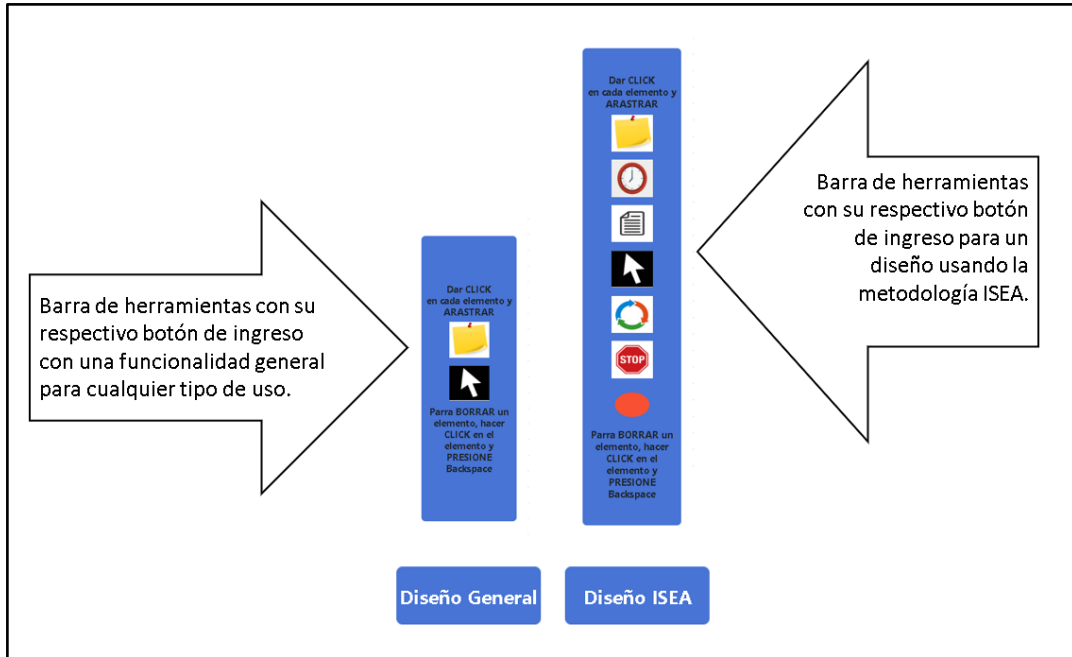 Barra de herramientas con su
respectivo botón de ingreso
con una funcionalidad general
para cualquier tipo de uso.
Dar CLICK
en cada elemento y
ARASTRAR
Parra BORRAR un
elemento, hacer
CLICK en el
elemento y
PRESIONE
Backspace
Diseño General
Dar CLICK
en cada elemento y
ARASTRAR
STOP
Parra BORRAR un
elemento, hacer
CLICK en el
elemento y
PRESIONE
Backspace
Diseño ISEA
Barra de herramientas
con su respectivo botón
de ingreso para un
diseño usando la
metodología ISEA.